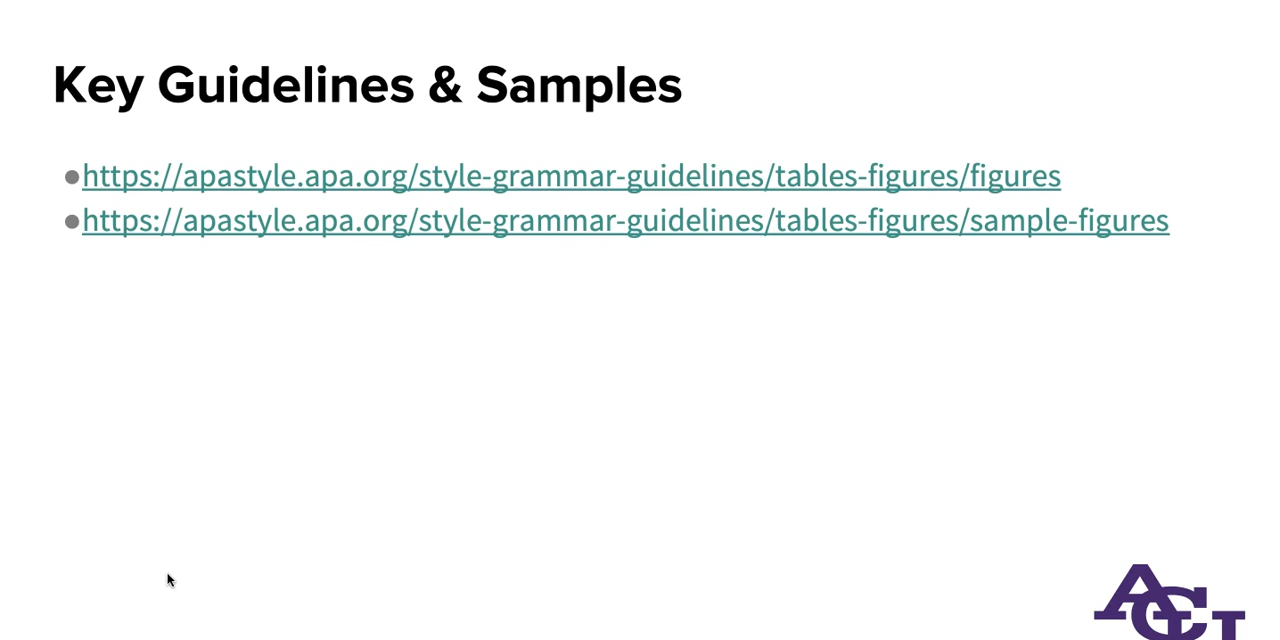 Key Guidelines & Samples
https://apastyle.apa.org/style-grammar-guidelines/tables-figures/figures
https://apastyle.apa.org/style-grammar-guidelines/tables-figures/sample-figures